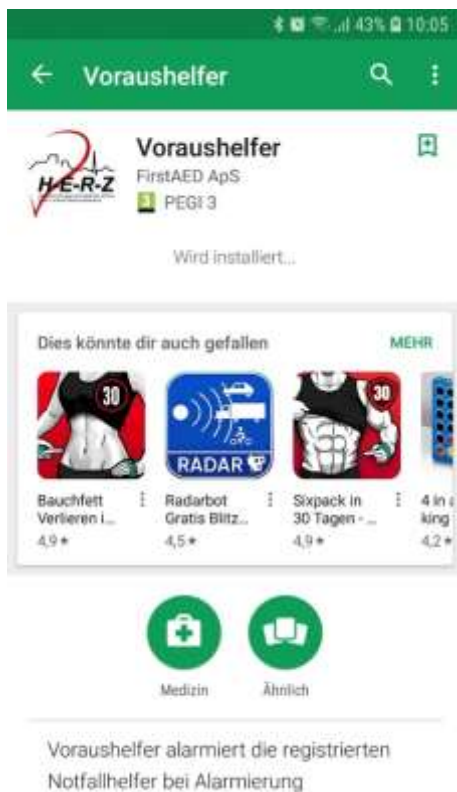 43% 10:05
Voraushelfer
H-E-R-Z
Voraushelfer
FirstAED ApS
3 PEGI 3
Wird installiert...
Dies könnte dir auch gefallen MEHR
30
RADAR
30
Bauchfett Radarbot Sixpack in 4 in
Verlieren i... Gratis Blitz... 30 Tagen - ... king
4,9★ 4,5★ 4,9★ 4,2★
Medizin Ähnlich
Voraushelfer alarmiert die registrierten
Notfallhelfer bei Alarmierung